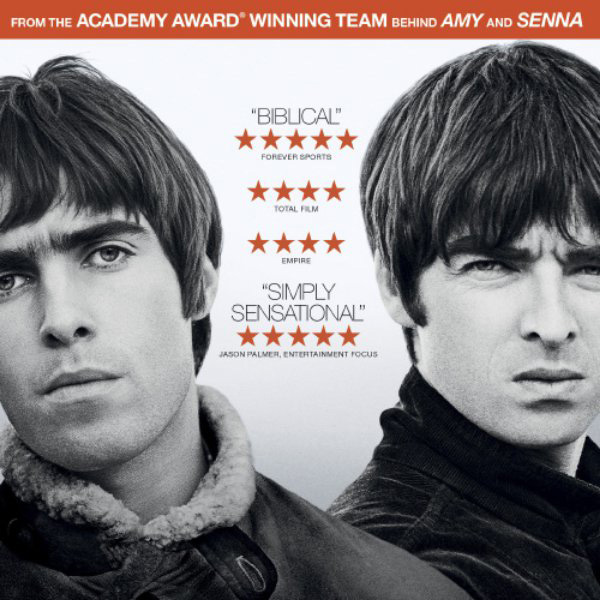 FROM THE ACADEMY AWARD® WINNING TEAM BEHIND AMY AND SENNA
“BIBLICAL”
★★★★★
FOREVER SPORTS
★★★★
TOTAL FILM
★★★★
EMPIRE
“SIMPLY
SENSATIONAL”
★★★★★
JASON PALMER, ENTERTAINMENT FOCUS